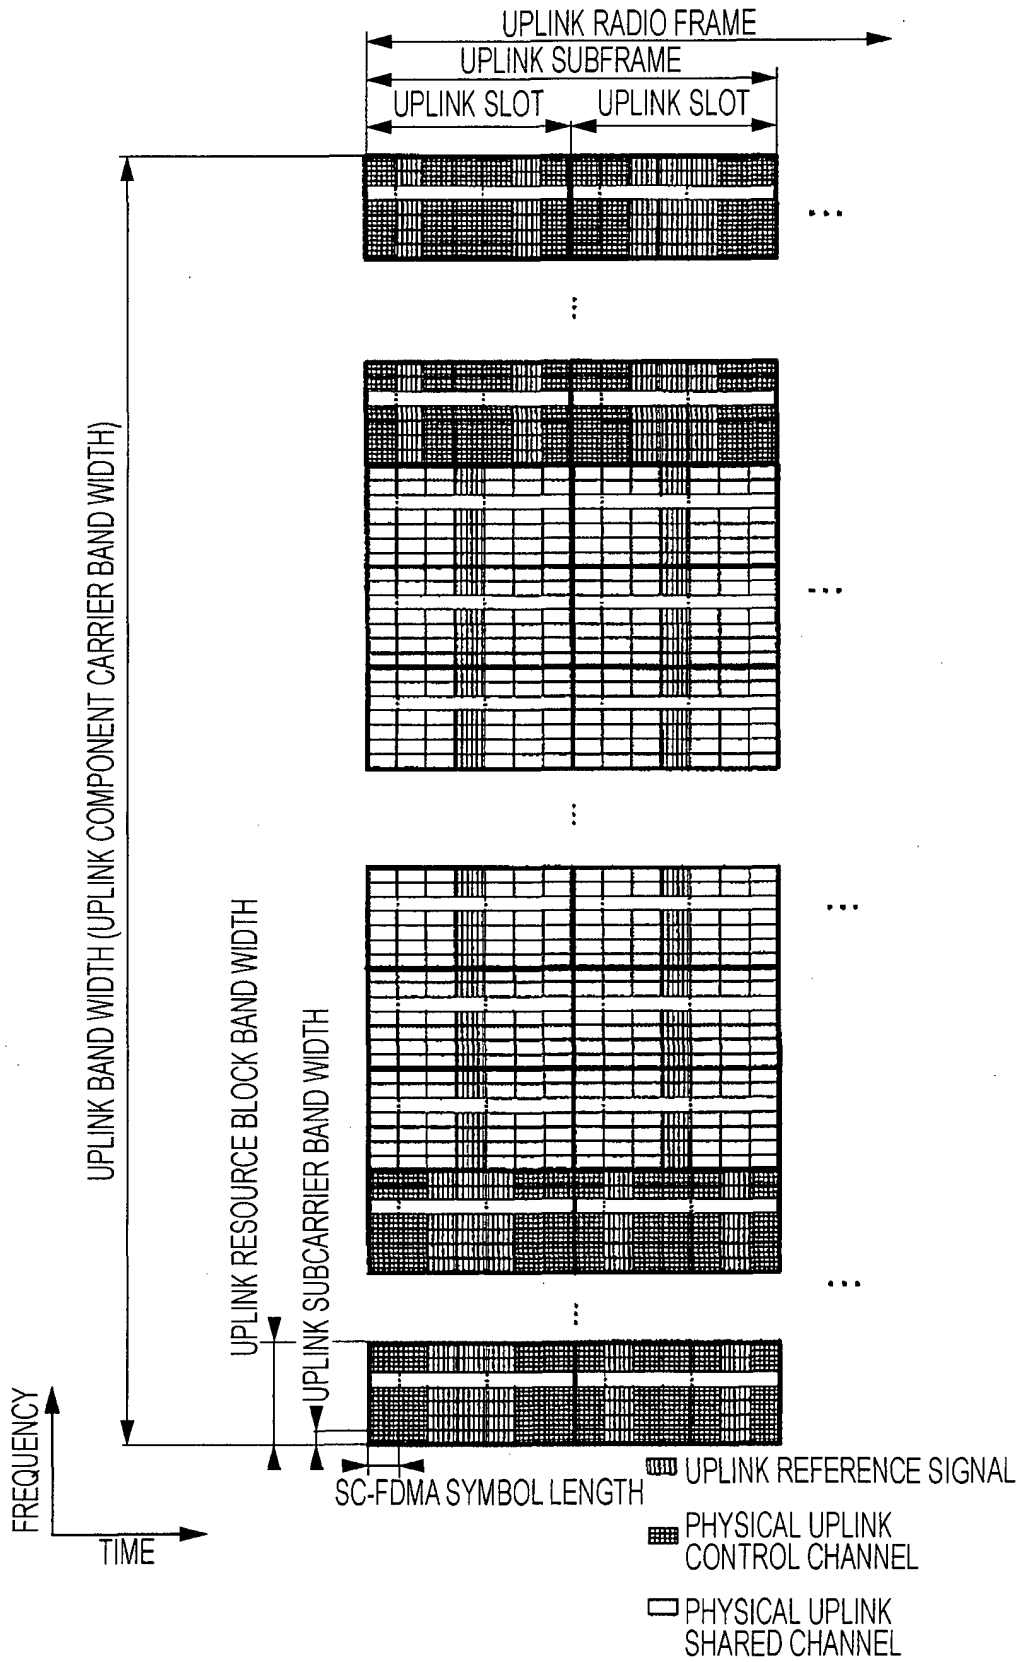 UPLINK RADIO FRAME
UPLINK SUBFRAME
UPLINK SLOT
UPLINK SLOT
UPLINK BAND WIDTH (UPLINK COMPONENT CARRIER BAND WIDTH)
UPLINK RESOURCE BLOCK BAND WIDTH
UPLINK SUBCARRIER BAND WIDTH
FREQUENCY
TIME
SC-FDMA SYMBOL LENGTH
UPLINK REFERENCE SIGNAL
PHYSICAL UPLINK
CONTROL CHANNEL
PHYSICAL UPLINK
SHARED CHANNEL